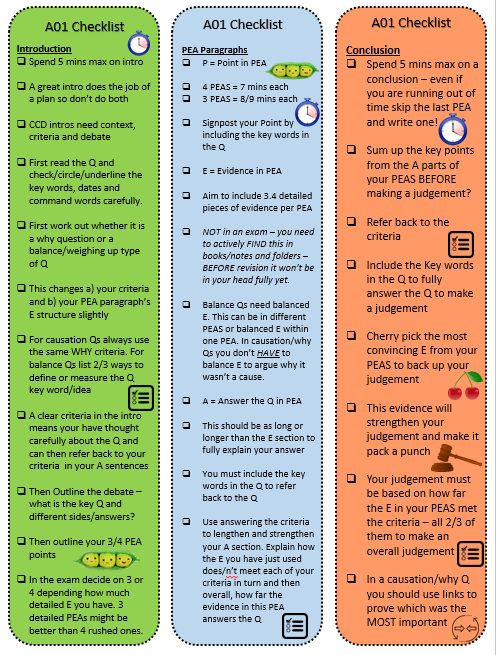 A01 Checklist
Introduction
Spend 5 mins max on intro
A great intro does the job of
a plan so don't do both
CCD intros need context,
criteria and debate
First read the Q and
check/circle/underline the
key words, dates and
command words carefully.
First work out whether it is
a why question or a
balance/weighing up type
of Q
This changes a) your criteria
and b) your PEA paragraph's
E structure slightly
For causation Qs always use
the same WHY criteria. For
balance Qs list 2/3 ways to
define or measure the Q
key word/idea
A clear criteria in the intro
means your have thought
carefully about the Q and
can then refer back to your
criteria in your A sentences
Then Outline the debate –
what is the key Q and
different sides/answers?
Then outline your 3/4 PEA
points
In the exam decide on 3 or
4 depending how much
detailed E you have. 3
detailed PEAs might be
better than 4 rushed ones.
A01 Checklist
PEA Paragraphs
P = Point in PEA
4 PEAS = 7 mins each
3 PEAS = 8/9 mins each
Signpost your Point by
including the key words in
the Q
E = Evidence in PEA
Aim to include 3.4 detailed
pieces of evidence per PEA
NOT in an exam – you need
to actively FIND this in
books/notes and folders -
BEFORE revision it won't be
in your head fully yet.
Balance Qs need balanced
E. This can be in different
PEAS or balanced E within
one PEA. In causation/why
Qs you don't HAVE to
balance E to argue why it
wasn't a cause.
A = Answer the Q in PEA
This should be as long or
longer than the E section to
fully explain your answer
You must include the key
words in the Q to refer
back to the Q
Use answering the criteria
to lengthen and strengthen
your A section. Explain how
the E you have just used
does/n't meet each of your
criteria in turn and then
overall, how far the
evidence in this PEA
answers the Q
A01 Checklist
Conclusion
Spend 5 mins max on a
conclusion – even if
you are running out of
time skip the last PEA
and write one!
Sum up the key points
from the A parts of
your PEAS BEFORE
making a judgement?
Refer back to the
criteria
Include the Key words
in the Q to fully
answer the Q to make
a judgement
Cherry pick the most
convincing E from your
PEAS to back up your
judgement
This evidence will
strengthen your
judgement and make it
pack a punch
Your judgement must
be based on how far
the E in your PEAS met
the criteria – all 2/3 of
them to make an
overall judgement
In a causation/why Q
you should use links to
prove which was the
MOST important